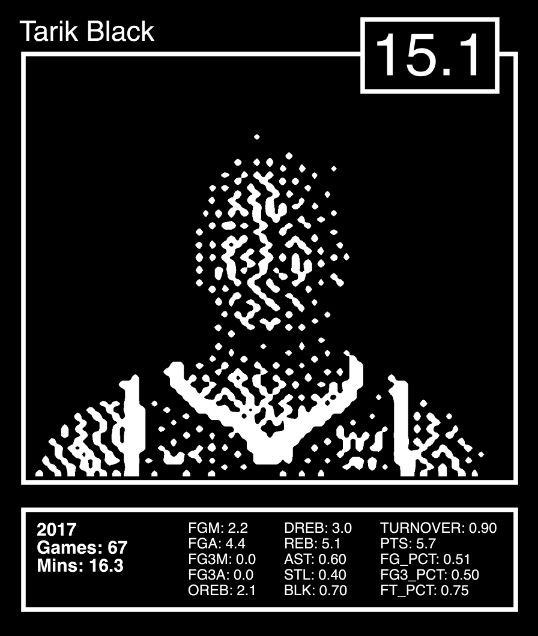 Tarik Black
15.1
2017
Games: 67
Mins: 16.3
FGM: 2.2
FGA: 4.4
FG3M: 0.0
FG3A: 0.0
OREB: 2.1
DREB: 3.0
REB: 5.1
AST: 0.60
STL: 0.40
BLK: 0.70
TURNOVER: 0.90
PTS: 5.7
FG_PCT: 0.51
FG3_PCT: 0.50
FT_PCT: 0.75